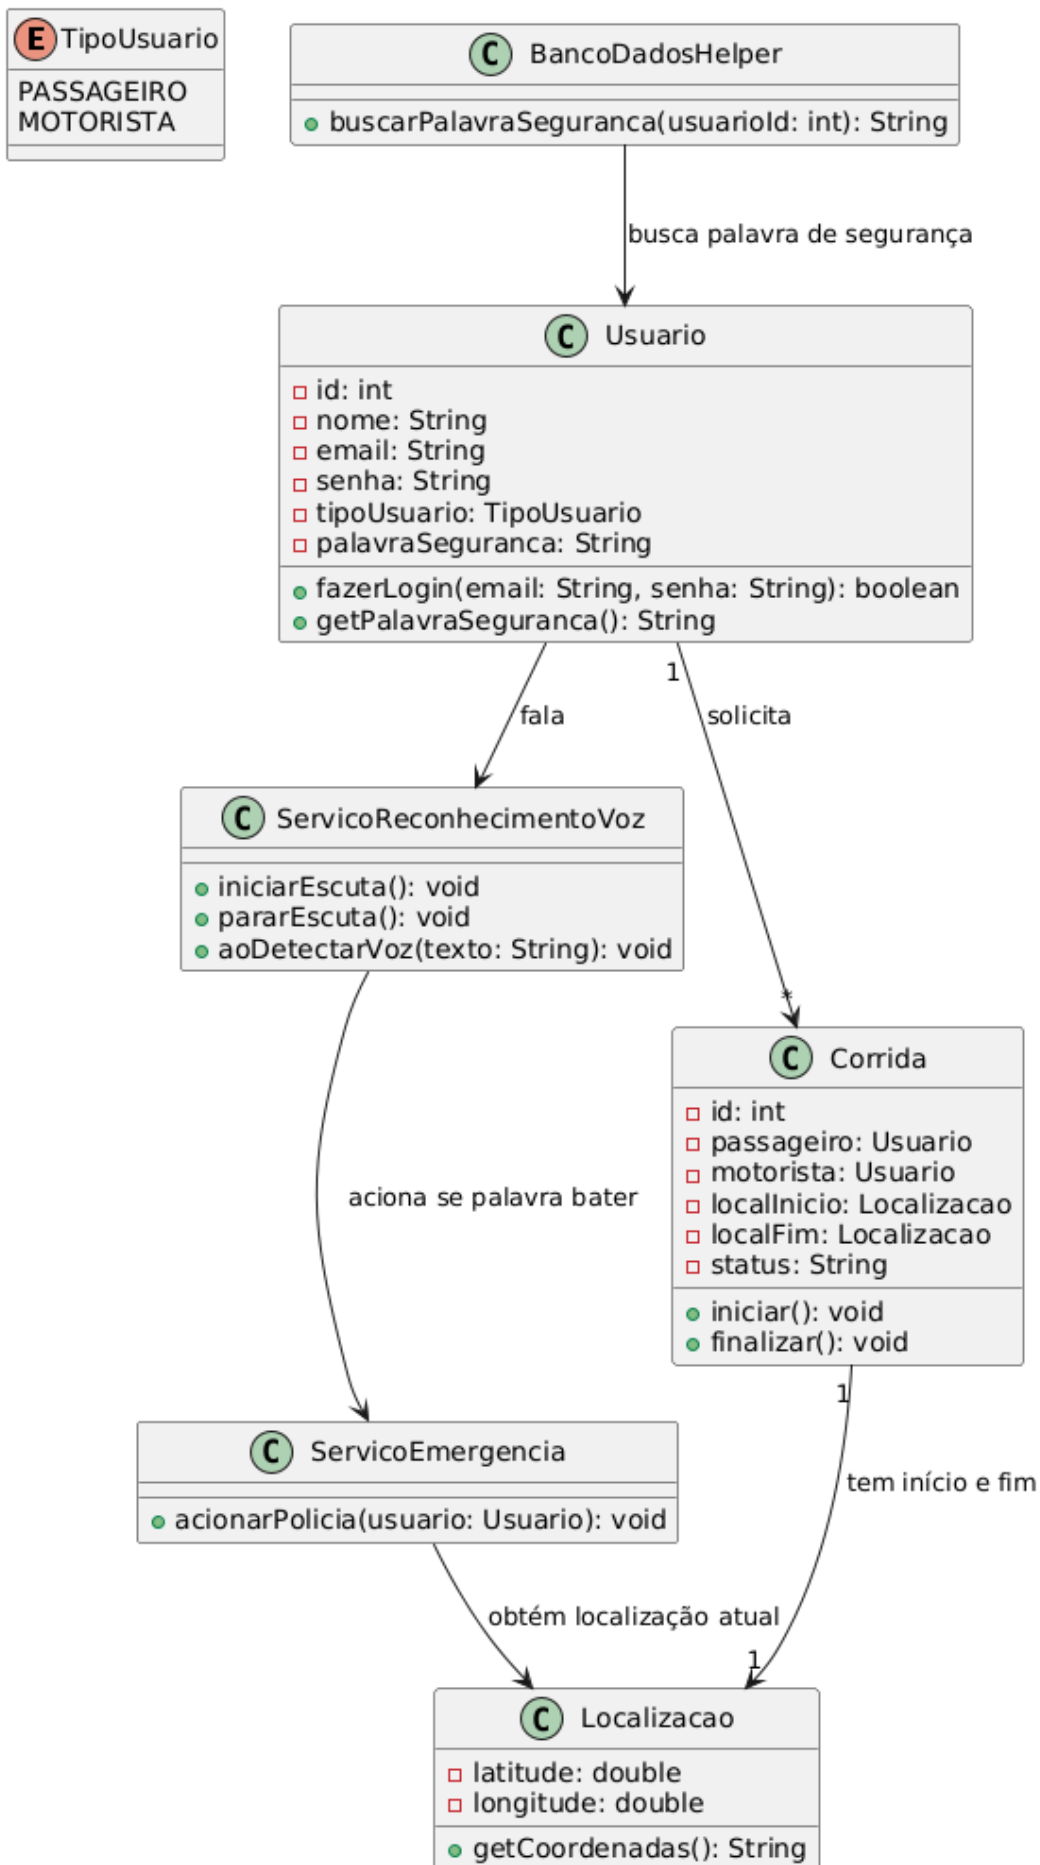 E TipoUsuario
PASSAGEIRO
MOTORISTA
C BancoDadosHelper
buscarPalavraSeguranca(usuarioId: int): String
busca palavra de segurança
C Usuario
id: int
nome: String
email: String
senha: String
tipoUsuario: TipoUsuario
palavraSeguranca: String
fazerLogin(email: String, senha: String): boolean
getPalavraSeguranca(): String
1
fala
solicita
C ServicoReconhecimentoVoz
iniciarEscuta(): void
pararEscuta(): void
aoDetectarVoz(texto: String): void
*
C Corrida
id: int
passageiro: Usuario
motorista: Usuario
localInicio: Localizacao
localFim: Localizacao
status: String
iniciar(): void
finalizar(): void
aciona se palavra bater
1
C ServicoEmergencia
acionarPolicia(usuario: Usuario): void
tem início e fim
obtém localização atual
1
C Localizacao
latitude: double
longitude: double
getCoordenadas(): String